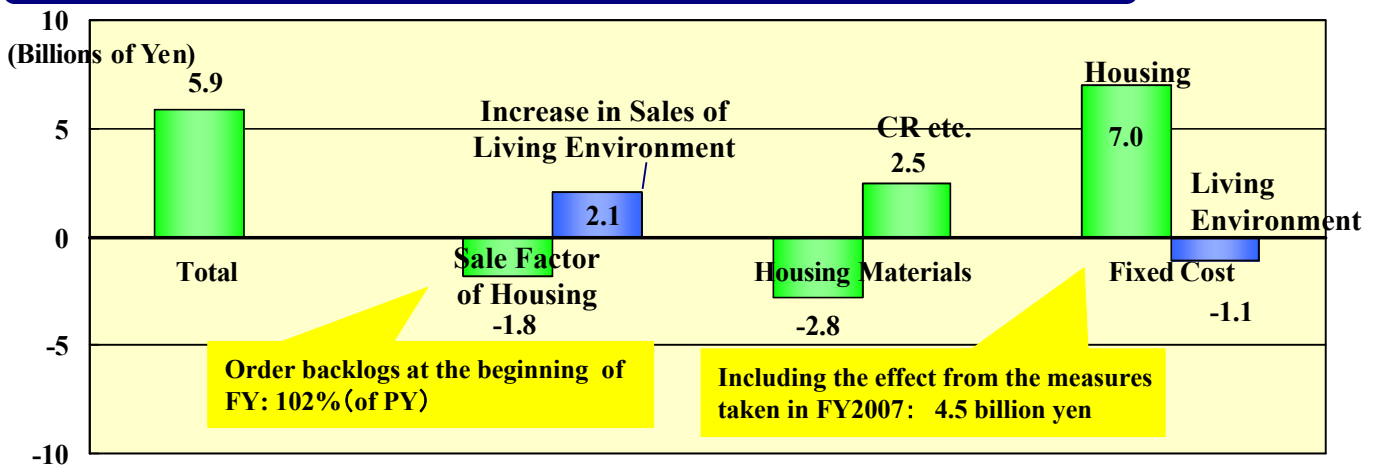 10
(Billions of Yen)
5.9
5
0
-5
-10
Total
Increase in Sales of
Living Environment
2.1
Sale Factor
of Housing
-1.8
Order backlogs at the beginning of
FY: 102%(of PY)
CR etc.
2.5
Housing Materials
-2.8
Housing
7.0
Living
Environment
Fixed Cost
-1.1
Including the effect from the measures
taken in FY2007: 4.5 billion yen